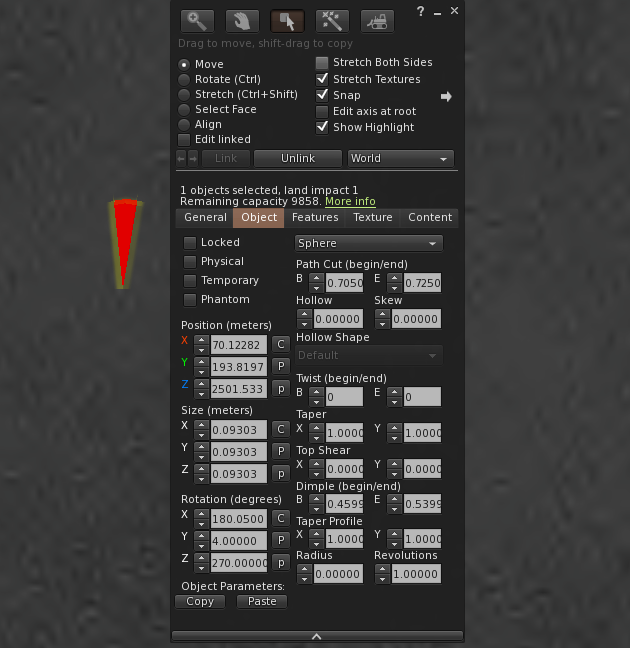 ?
Drag to move, shift-drag to copy
Move
Rotate (Ctrl)
Stretch (Ctrl+Shift)
Select Face
Align
Edit linked
Stretch Both Sides
Stretch Textures
Snap
Edit axis at root
Show Highlight
Link Unlink World
1 objects selected, land impact 1
Remaining capacity 9858. More info
General Object Features Texture Content
Locked
Physical
Temporary
Phantom
Position (meters)
X 70.12282 C
Y 193.8197 P
Z 2501.533 p
Size (meters)
X 0.09303 C
Y 0.09303 P
Z 0.09303 p
Rotation (degrees)
X 180.0500 C
Y 4.00000 P
Z 270.00000 p
Object Parameters:
Copy Paste
Sphere
Path Cut (begin/end)
B 0.7050 E 0.7250
Hollow Skew
0.00000 0.00000
Hollow Shape
Default
Twist (begin/end)
B 0 E 0
Taper
X 1.0000 Y 1.0000
Top Shear
X 0.0000 Y 0.0000
Dimple (begin/end)
B 0.4599 E 0.5399
Taper Profile
X 1.0000 Y 1.0000
Radius Revolutions
0.00000 1.00000